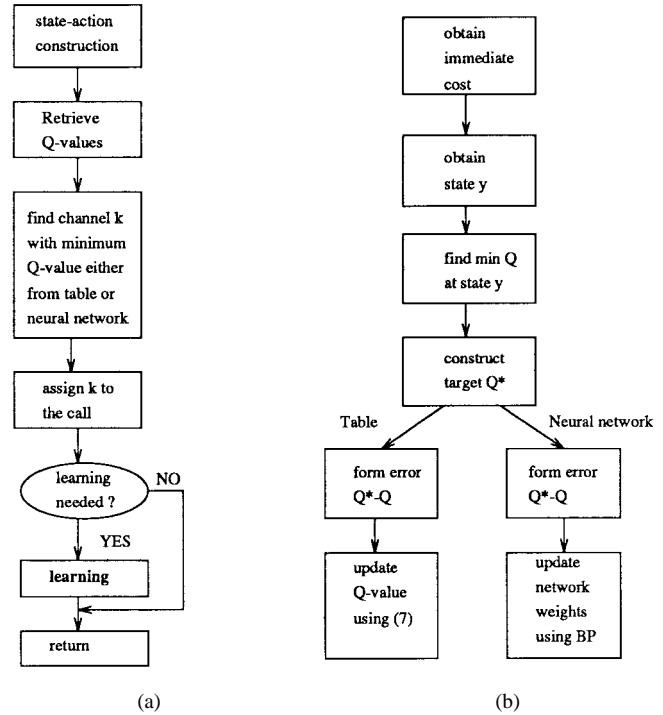 state-action
construction
Retrieve
Q-values
find channel k
with minimum
Q-value either
from table or
neural network
assign k to
the call
learning
needed ?
NO
YES
learning
return
(a)
obtain
immediate
cost
obtain
state y
find min Q
at state y
construct
target Q*
Table
Neural network
form error
Q*-Q
form error
Q*-Q
update
Q-value
using (7)
update
network
weights
using BP
(b)